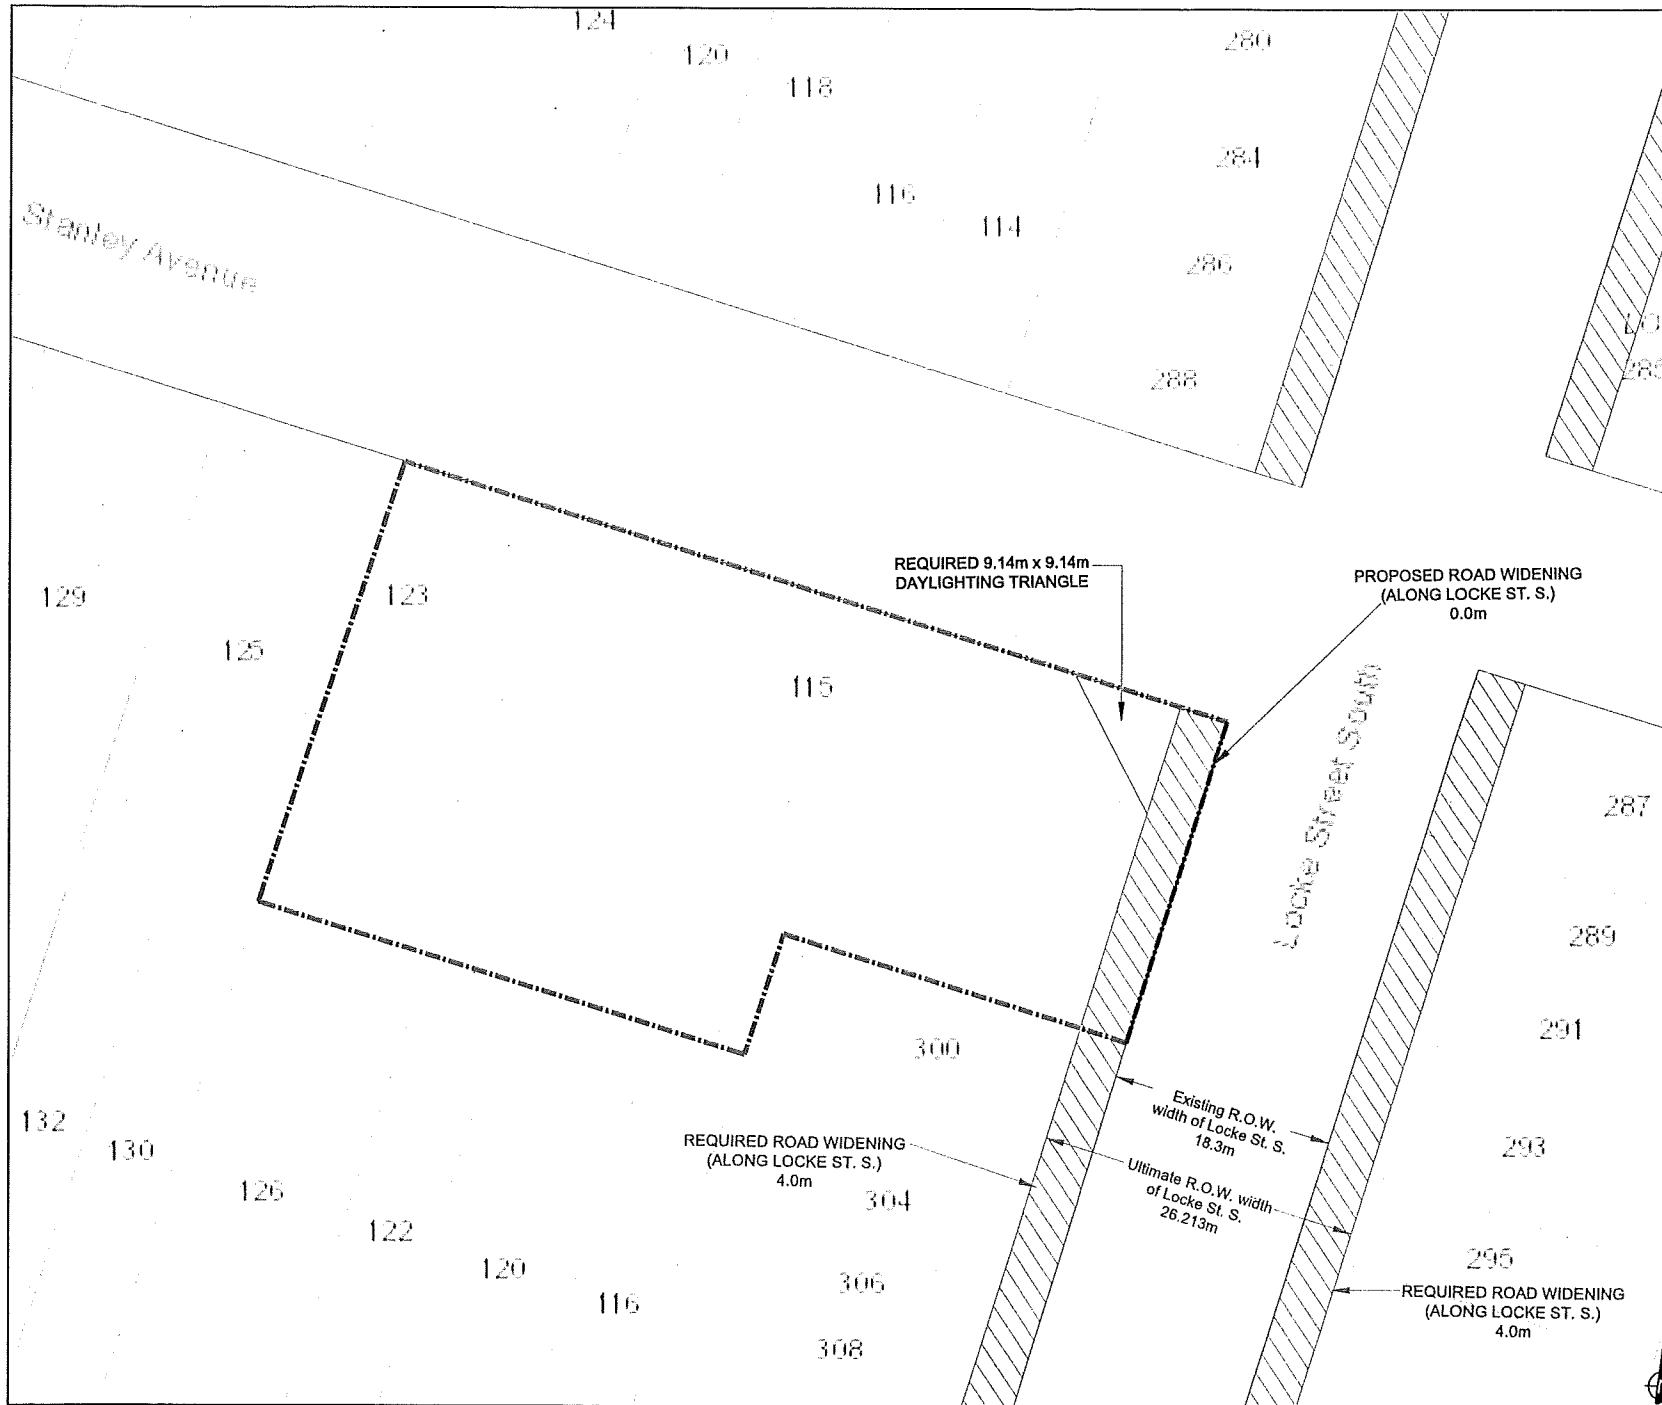 124
120
118
280
284
116
114
286
288
Stanley Avenue
285
REQUIRED 9.14m x 9.14m
DAYLIGHTING TRIANGLE
PROPOSED ROAD WIDENING
(ALONG LOCKE ST. S.)
0.0m
129
123
125
115
Locke Street South
287
289
291
300
Existing R.O.W.
width of Locke St. S.
18.3m
132
130
126
122
120
116
REQUIRED ROAD WIDENING
(ALONG LOCKE ST. S.)
4.0m
304
306
308
Ultimate R.O.W. width
of Locke St. S.
26.213m
293
295
REQUIRED ROAD WIDENING
(ALONG LOCKE ST. S.)
4.0m